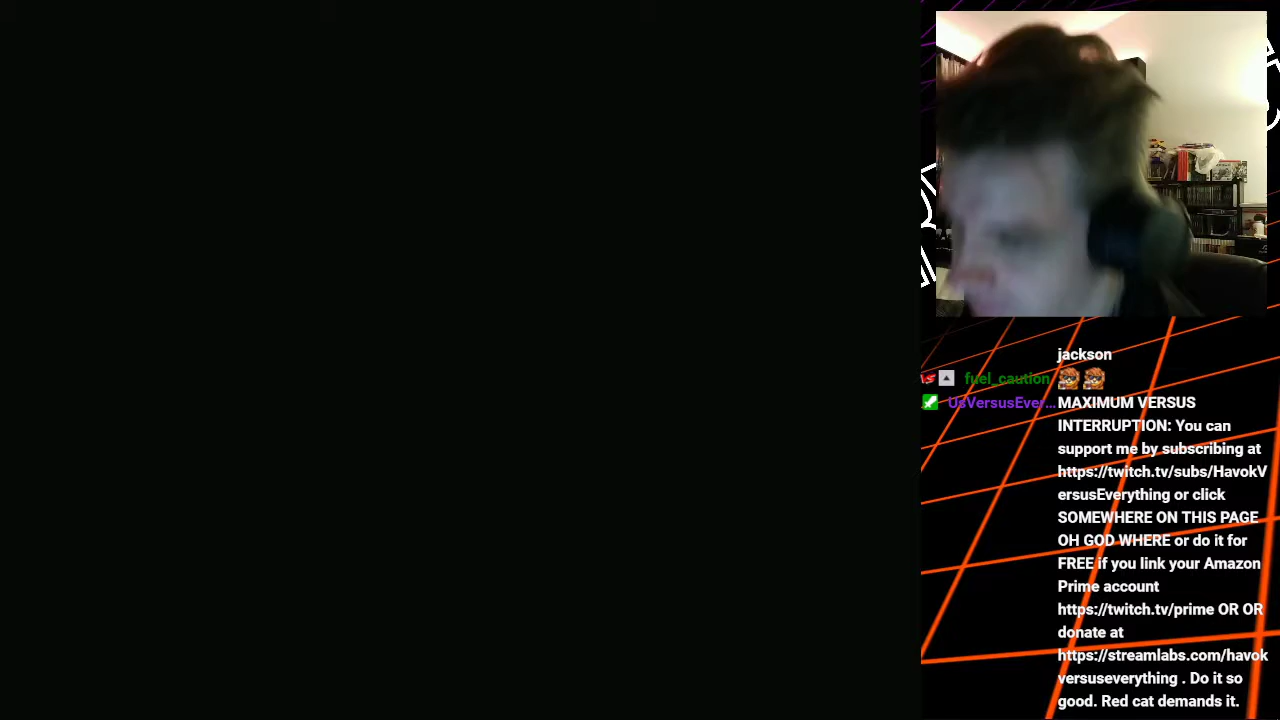 jackson
fuel_caution
UsVersusEver... MAXIMUM VERSUS
INTERRUPTION: You can
support me by subscribing at
https://twitch.tv/subs/HavokV
ersusEverything or click
SOMEWHERE ON THIS PAGE
OH GOD WHERE or do it for
FREE if you link your Amazon
Prime account
https://twitch.tv/prime OR OR
donate at
https://streamlabs.com/havok
versuseverything . Do it so
good. Red cat demands it.